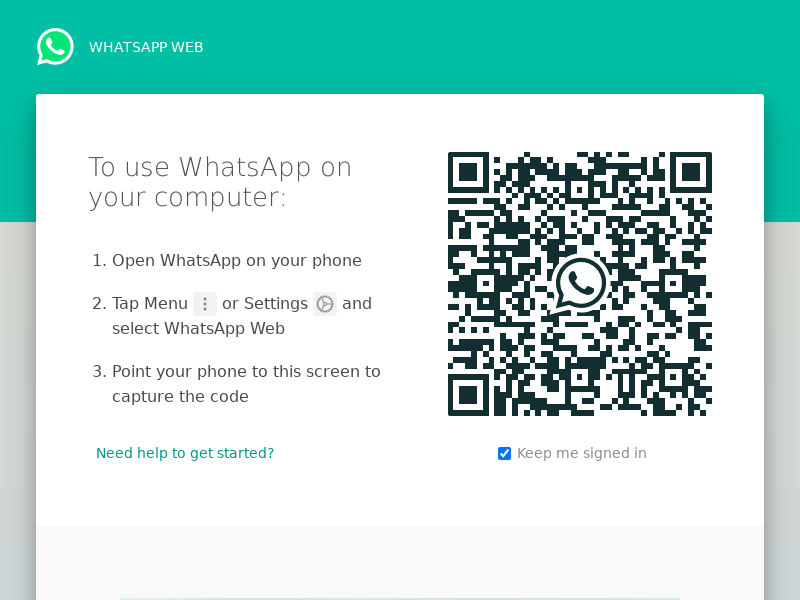 WHATSAPP WEB
To use WhatsApp on
your computer:
1. Open WhatsApp on your phone
2. Tap Menu or Settings and
select WhatsApp Web
3. Point your phone to this screen to
capture the code
Need help to get started?
Keep me signed in